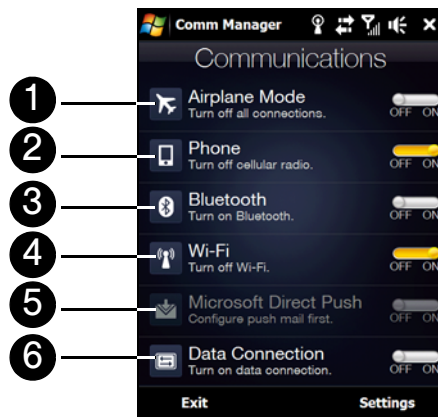 Comm Manager
Communications
1
Airplane Mode
Turn off all connections.
OFF ON
2
Phone
Turn off cellular radio.
OFF ON
3
Bluetooth
Turn on Bluetooth.
OFF ON
4
Wi-Fi
Turn off Wi-Fi.
OFF ON
5
Microsoft Direct Push
Configure push mail first.
OFF ON
6
Data Connection
Turn on data connection.
OFF ON
Exit Settings